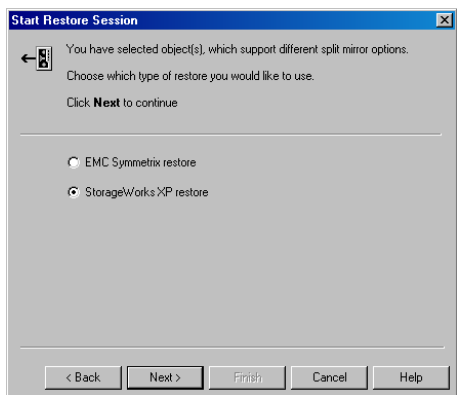 Start Restore Session
You have selected object(s), which support different split mirror options.
Choose which type of restore you would like to use.
Click Next to continue
EMC Symmetrix restore
StorageWorks XP restore
< Back
Next >
Finish
Cancel
Help